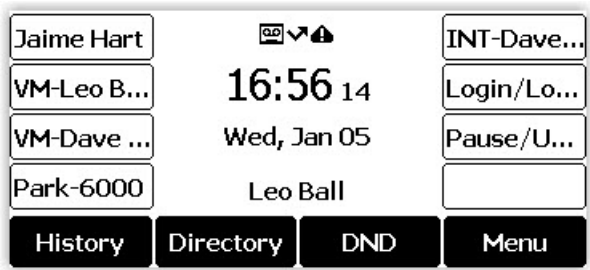 Jaime Hart
VM-Leo B...
VM-Dave ...
Park-6000
16:56 14
Wed, Jan 05
Leo Ball
INT-Dave...
Login/Lo...
Pause/U...
History Directory DND Menu